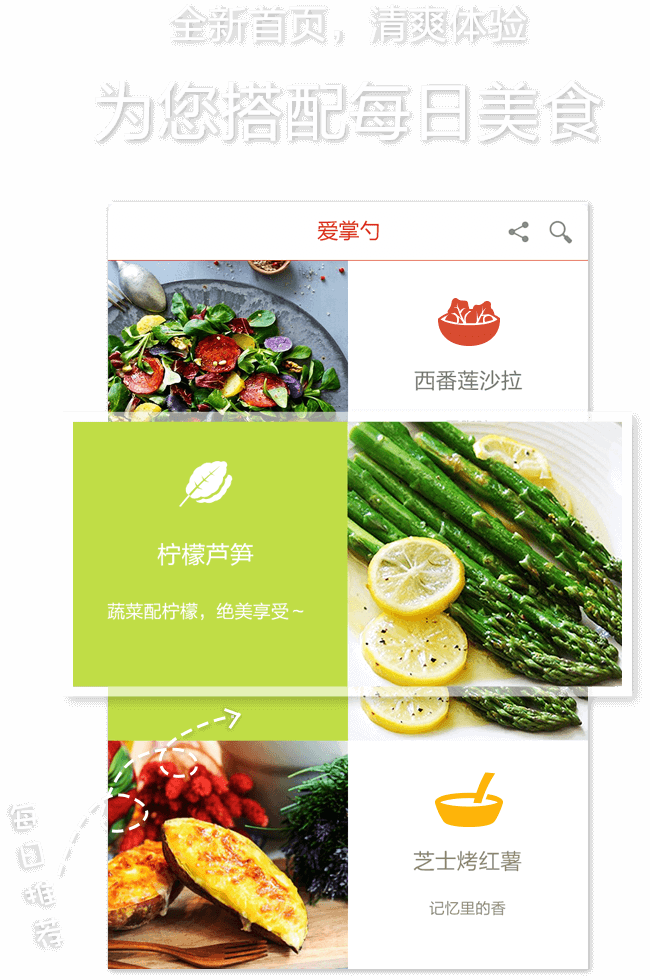 全新首页，清爽体验
为您搭配每日美食
爱掌勺
西番莲沙拉
柠檬芦笋
蔬菜配柠檬，绝美享受~
每日推荐
芝士烤红薯
记忆里的香